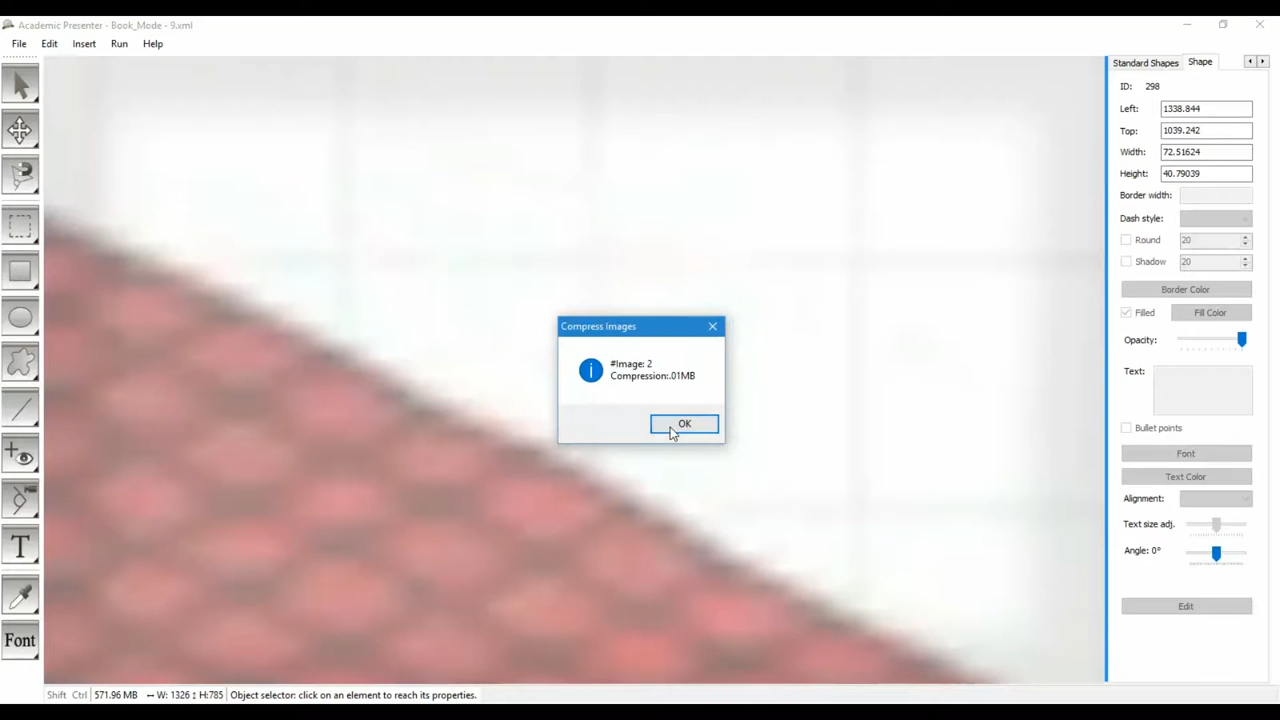 Academic Presenter - Book_Mode - 9.xml
File Edit Insert Run Help
Standard Shapes Shape
ID: 298
Left: 1338.844
Top: 1039.242
Width: 72.51624
Height: 40.79039
Border width:
Dash style:
Round 20
Shadow 20
Border Color
Filled Fill Color
Opacity:
Text:
Bullet points
Font
Text Color
Alignment:
Text size adj.
Angle: 0°
Edit
Compress Images
#Image: 2
Compression:.01MB
OK
T
Font
Shift Ctrl 571.96 MB W: 1326 H:785 Object selector: click on an element to reach its properties.